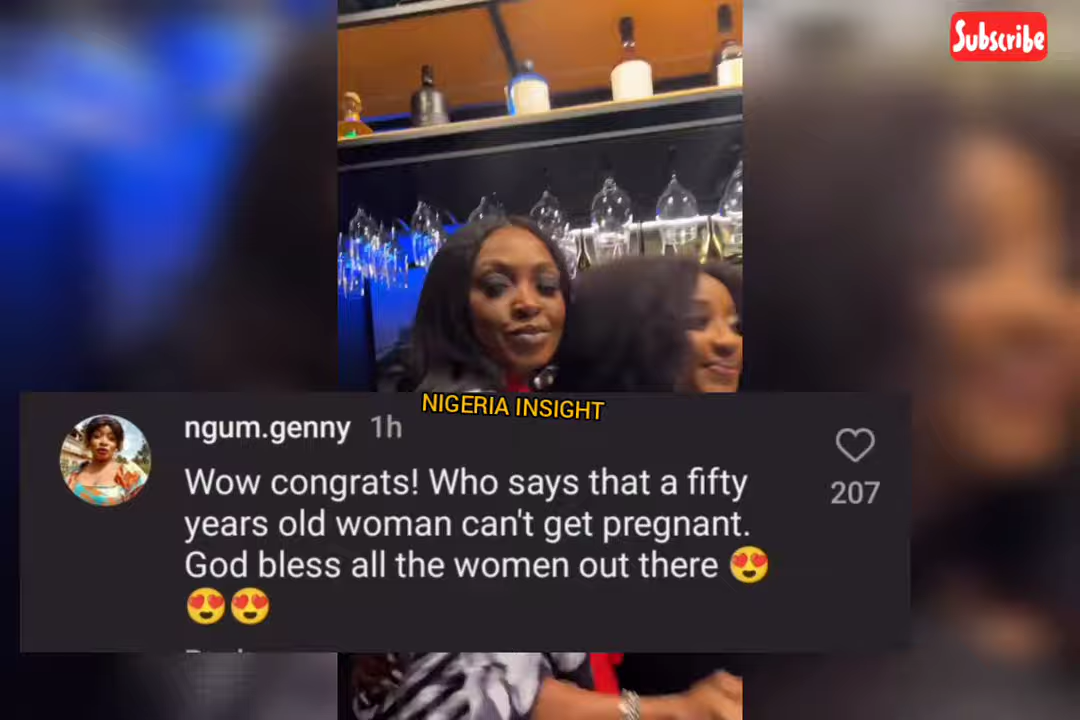 Subscribe
NIGERIA INSIGHT
ngum.genny 1h
Wow congrats! Who says that a fifty
years old woman can't get pregnant.
God bless all the women out there 😍
😍😍
207